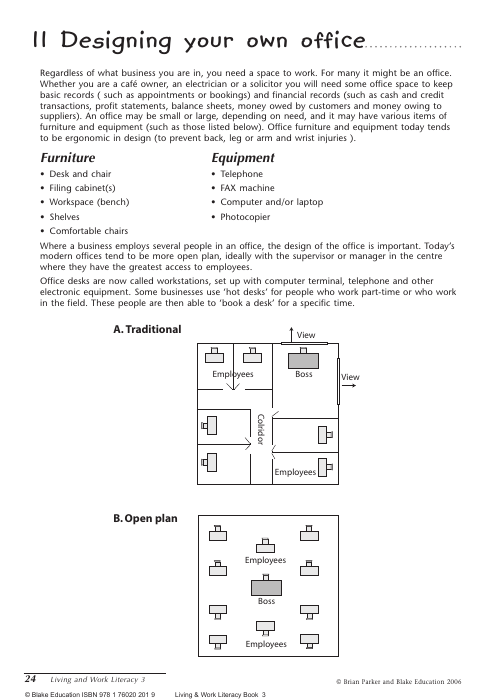 11 Designing your own office
Regardless of what business you are in, you need a space to work. For many it might be an office.
Whether you are a café owner, an electrician or a solicitor you will need some office space to keep
basic records ( such as appointments or bookings) and financial records (such as cash and credit
transactions, profit statements, balance sheets, money owed by customers and money owing to
suppliers). An office may be small or large, depending on need, and it may have various items of
furniture and equipment (such as those listed below). Office furniture and equipment today tends
to be ergonomic in design (to prevent back, leg or arm and wrist injuries ).
Furniture
• Desk and chair
• Filing cabinet(s)
• Workspace (bench)
• Shelves
• Comfortable chairs
Equipment
• Telephone
• FAX machine
• Computer and/or laptop
• Photocopier
Where a business employs several people in an office, the design of the office is important. Today's
modern offices tend to be more open plan, ideally with the supervisor or manager in the centre
where they have the greatest access to employees.
Office desks are now called workstations, set up with computer terminal, telephone and other
electronic equipment. Some businesses use 'hot desks' for people who work part-time or who work
in the field. These people are then able to 'book a desk' for a specific time.
A. Traditional
View
Employees
Boss
View
Coridor
Employees
B. Open plan
Employees
Boss
Employees
24 Living and Work Literacy 3
© Brian Parker and Blake Education 2006
© Blake Education ISBN 978 1 76020 201 9 Living & Work Literacy Book 3